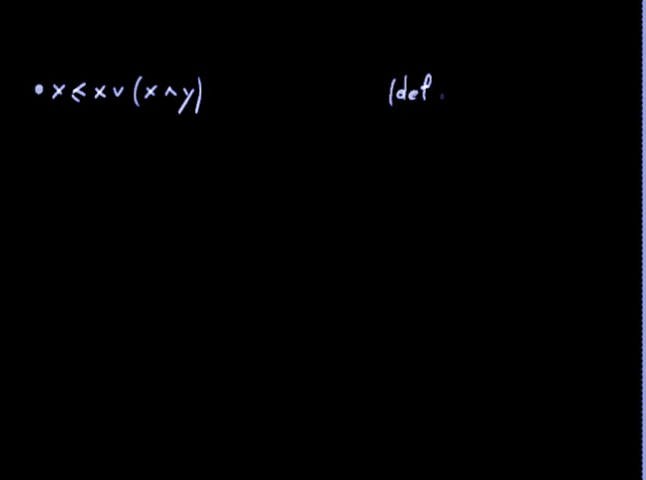 • x ≤ x ∨ (x ∧ y) (def.